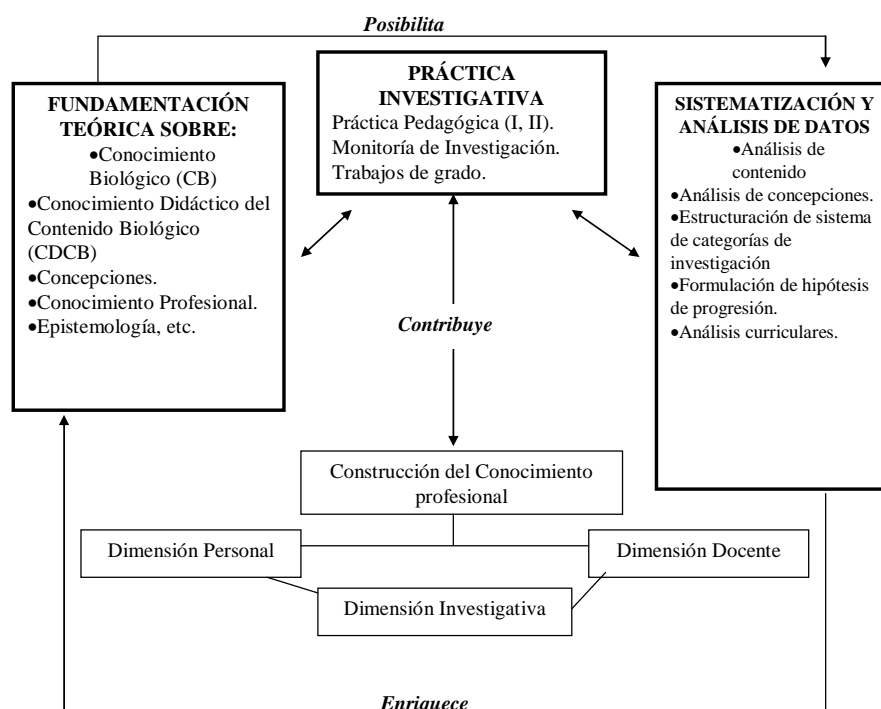 Posibilita
FUNDAMENTACIÓN
TEÓRICA SOBRE:
•Conocimiento
Biológico (CB)
•Conocimiento Didáctico del
Contenido Biológico
(CDCB)
•Concepciones.
•Conocimiento Profesional.
•Epistemología, etc.
PRÁCTICA
INVESTIGATIVA
Práctica Pedagógica (I, II).
Monitoría de Investigación.
Trabajos de grado.
SISTEMATIZACIÓN Y
ANÁLISIS DE DATOS
•Análisis de
contenido
•Análisis de concepciones.
•Estructuración de sistema
de categorías de
investigación
•Formulación de hipótesis
de progresión.
•Análisis curriculares.
Contribuye
Construcción del Conocimiento
profesional
Dimensión Personal
Dimensión Docente
Dimensión Investigativa
Enriquece